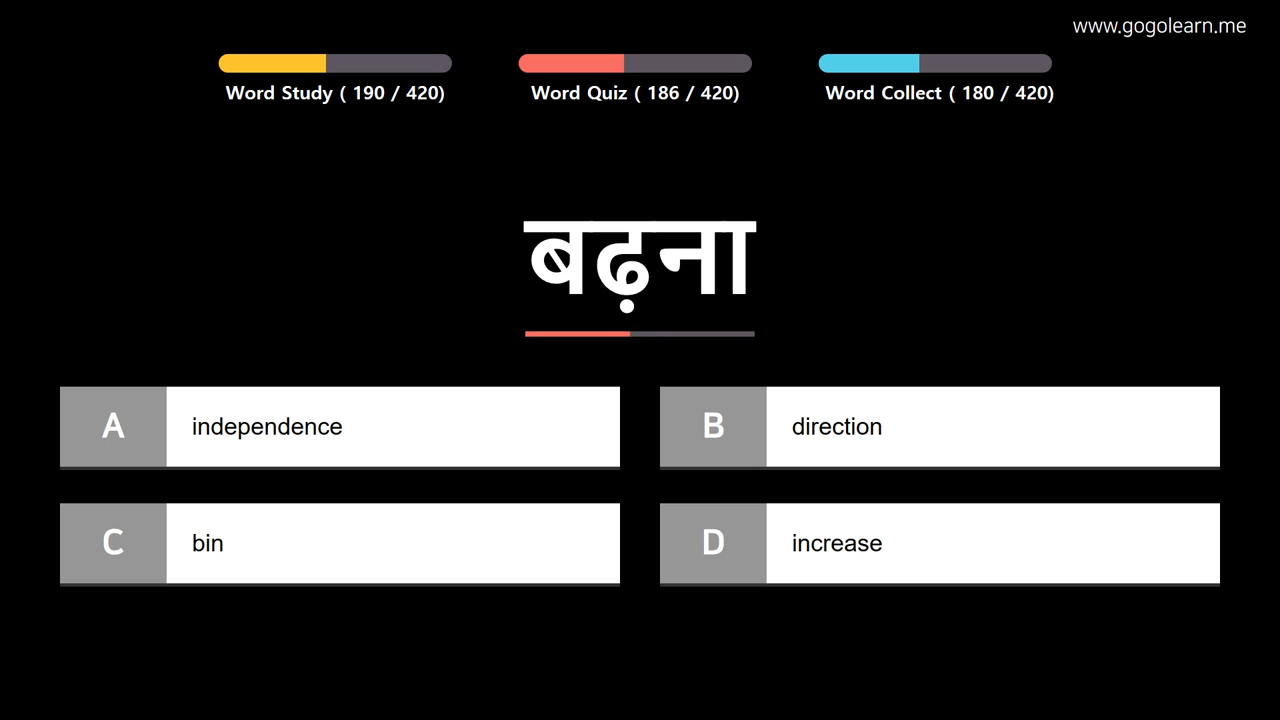 www.gogolearn.me
Word Study ( 190 / 420)
Word Quiz ( 186 / 420)
Word Collect ( 180 / 420)
बढ़ना
A independence
B direction
C bin
D increase